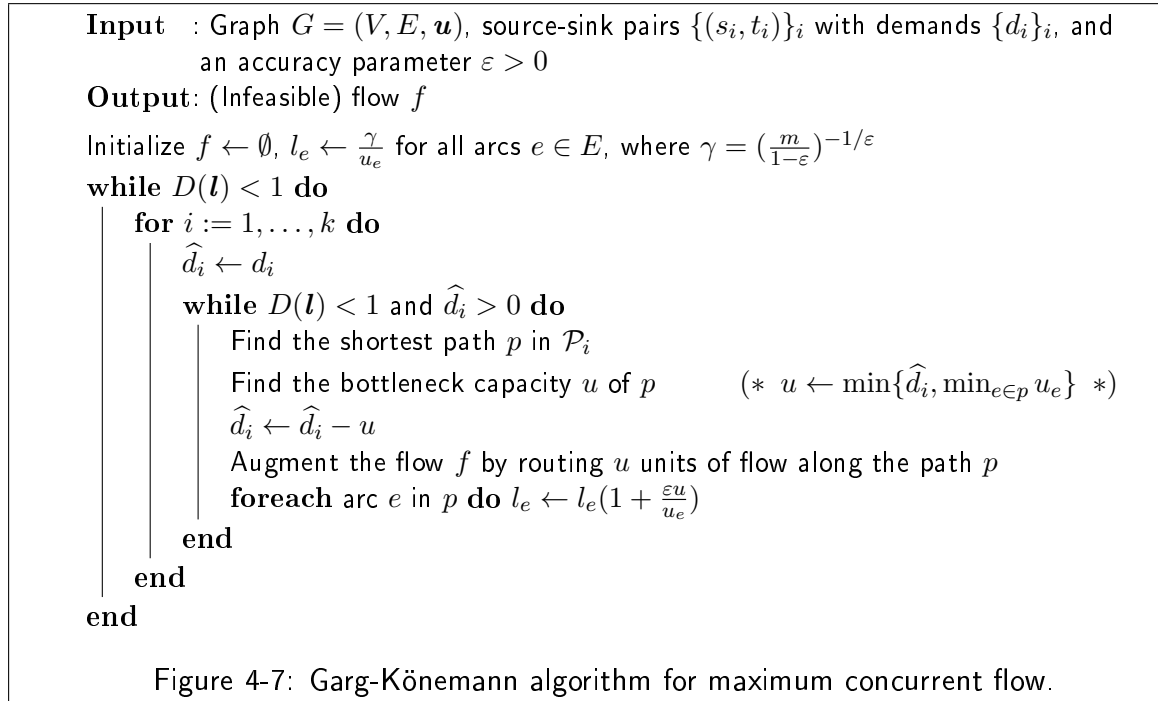 Input : Graph G = (V, E, u), source-sink pairs {(s_i, t_i)}_i with demands {d_i}_i, and
an accuracy parameter ε > 0
Output: (Infeasible) flow f
Initialize f ← ∅, l_e ← γ/u_e for all arcs e ∈ E, where γ = (m/(1−ε))^{−1/ε}
while D(l) < 1 do
for i := 1, . . . , k do
d̂_i ← d_i
while D(l) < 1 and d̂_i > 0 do
Find the shortest path p in 𝒫_i
Find the bottleneck capacity u of p (* u ← min{d̂_i, min_{e∈p} u_e} *)
d̂_i ← d̂_i − u
Augment the flow f by routing u units of flow along the path p
foreach arc e in p do l_e ← l_e(1 + εu/u_e)
end
end
end
Figure 4-7: Garg-Könemann algorithm for maximum concurrent flow.